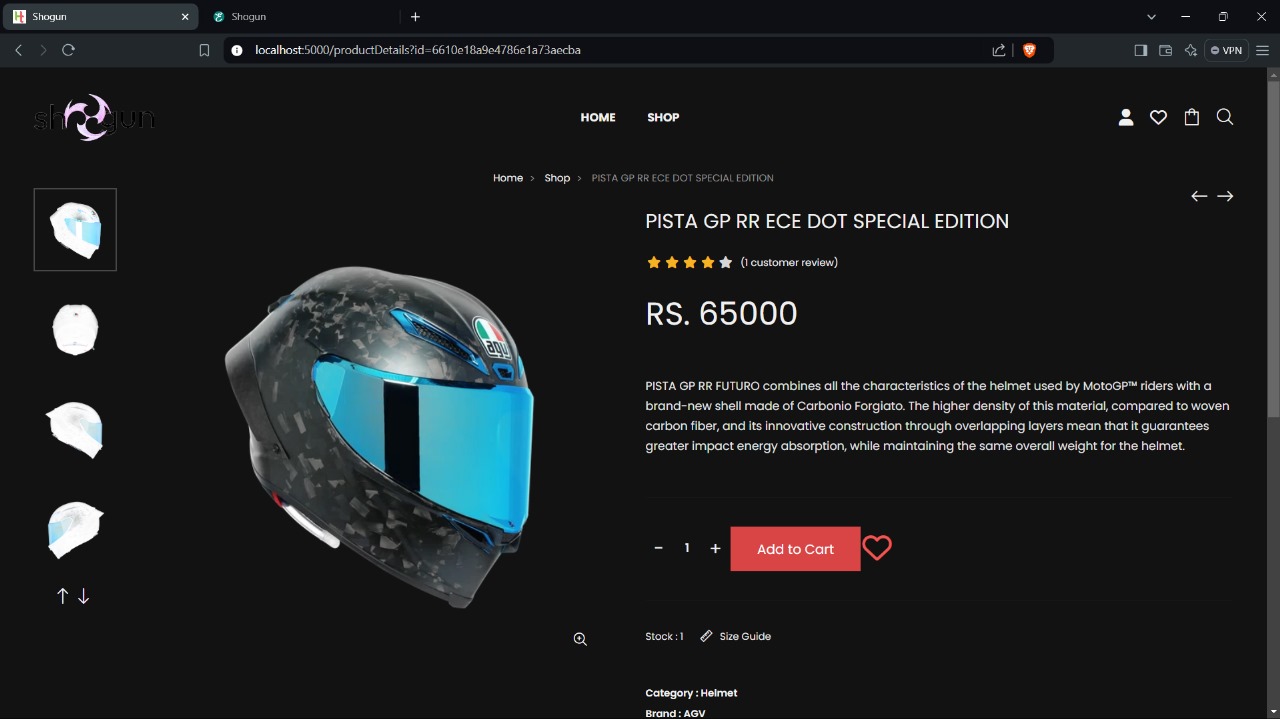 Shogun
Shogun
localhost:5000/productDetails?id=6610e18a9e4786e1a73aecba
VPN
shogun
HOME
SHOP
Home > Shop > PISTA GP RR ECE DOT SPECIAL EDITION
PISTA GP RR ECE DOT SPECIAL EDITION
(1 customer review)
RS. 65000
agv
PISTA GP RR FUTURO combines all the characteristics of the helmet used by MotoGP™ riders with a
brand-new shell made of Carbonio Forgiato. The higher density of this material, compared to woven
carbon fiber, and its innovative construction through overlapping layers mean that it guarantees
greater impact energy absorption, while maintaining the same overall weight for the helmet.
- 1 +
Add to Cart
Stock : 1
Size Guide
Category : Helmet
Brand : AGV